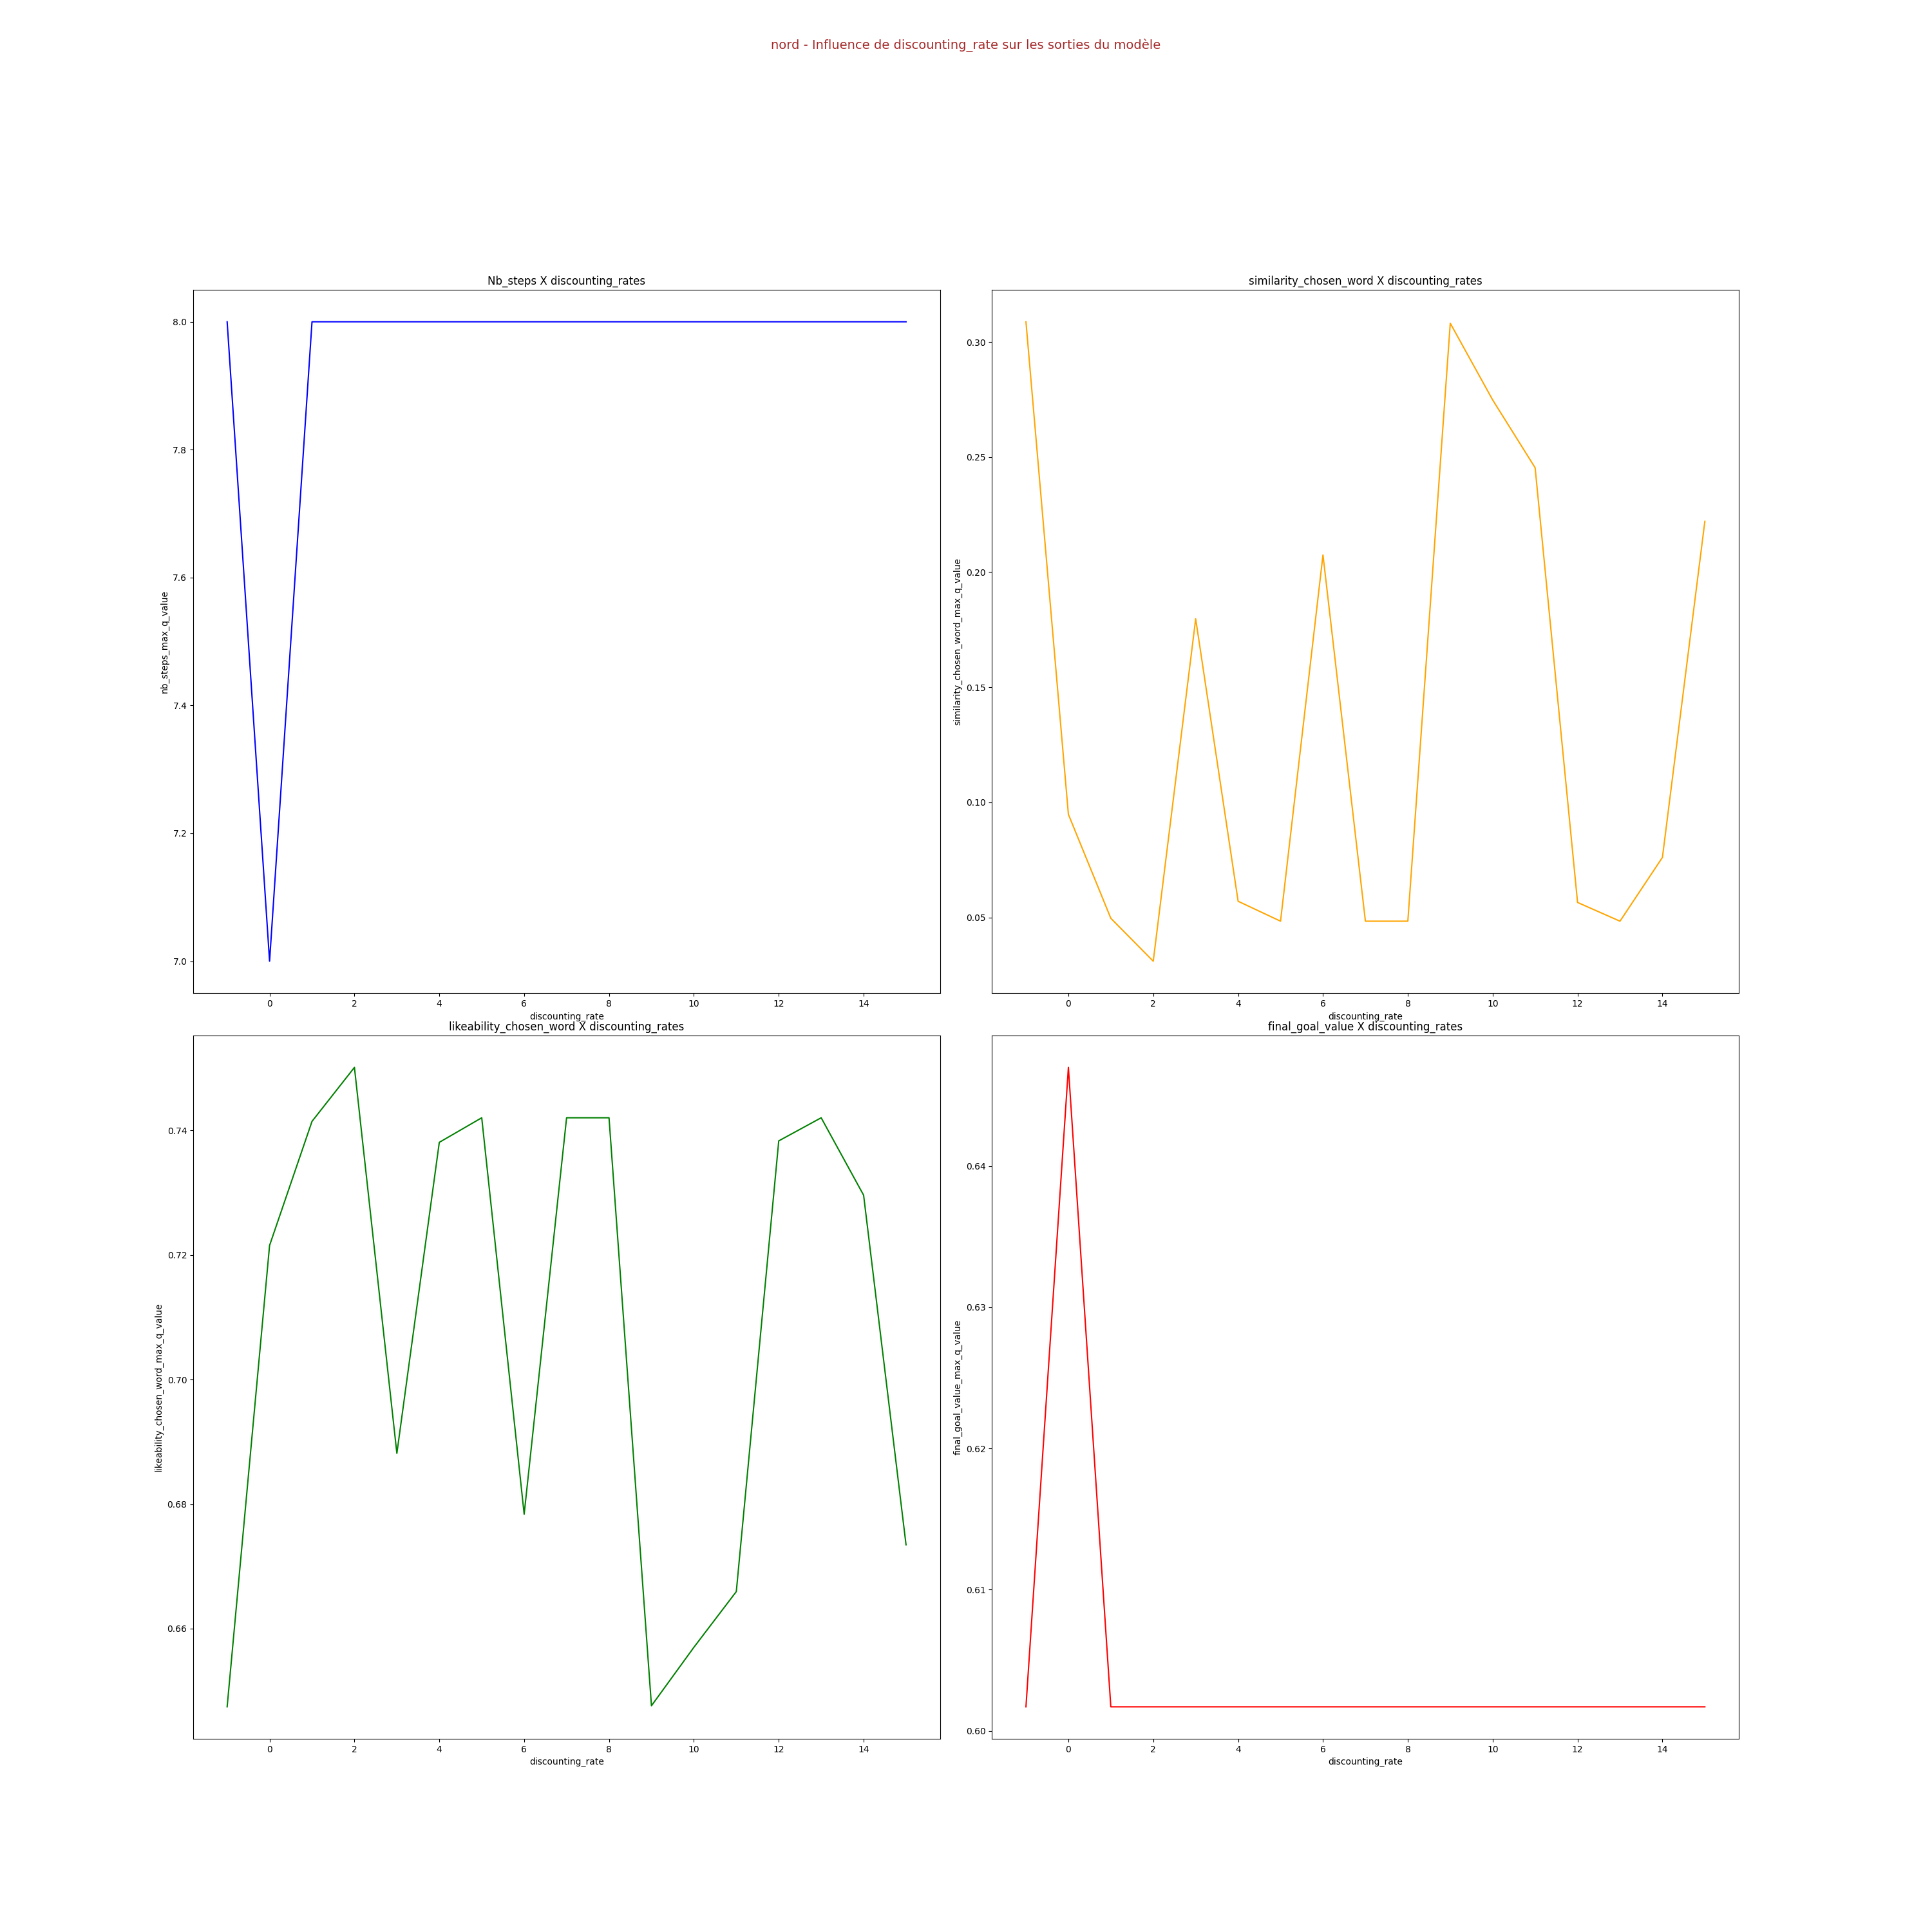 nord - Influence de discounting_rate sur les sorties du modèle
Nb_steps X discounting_rates
nb_steps_max_q_value
8.0
7.8
7.6
7.4
7.2
7.0
0 2 4 6 8 10 12 14
discounting_rate
similarity_chosen_word X discounting_rates
similarity_chosen_word_max_q_value
0.30
0.25
0.20
0.15
0.10
0.05
0 2 4 6 8 10 12 14
discounting_rate
likeability_chosen_word X discounting_rates
likeability_chosen_word_max_q_value
0.74
0.72
0.70
0.68
0.66
0 2 4 6 8 10 12 14
discounting_rate
final_goal_value X discounting_rates
final_goal_value_max_q_value
0.64
0.63
0.62
0.61
0.60
0 2 4 6 8 10 12 14
discounting_rate